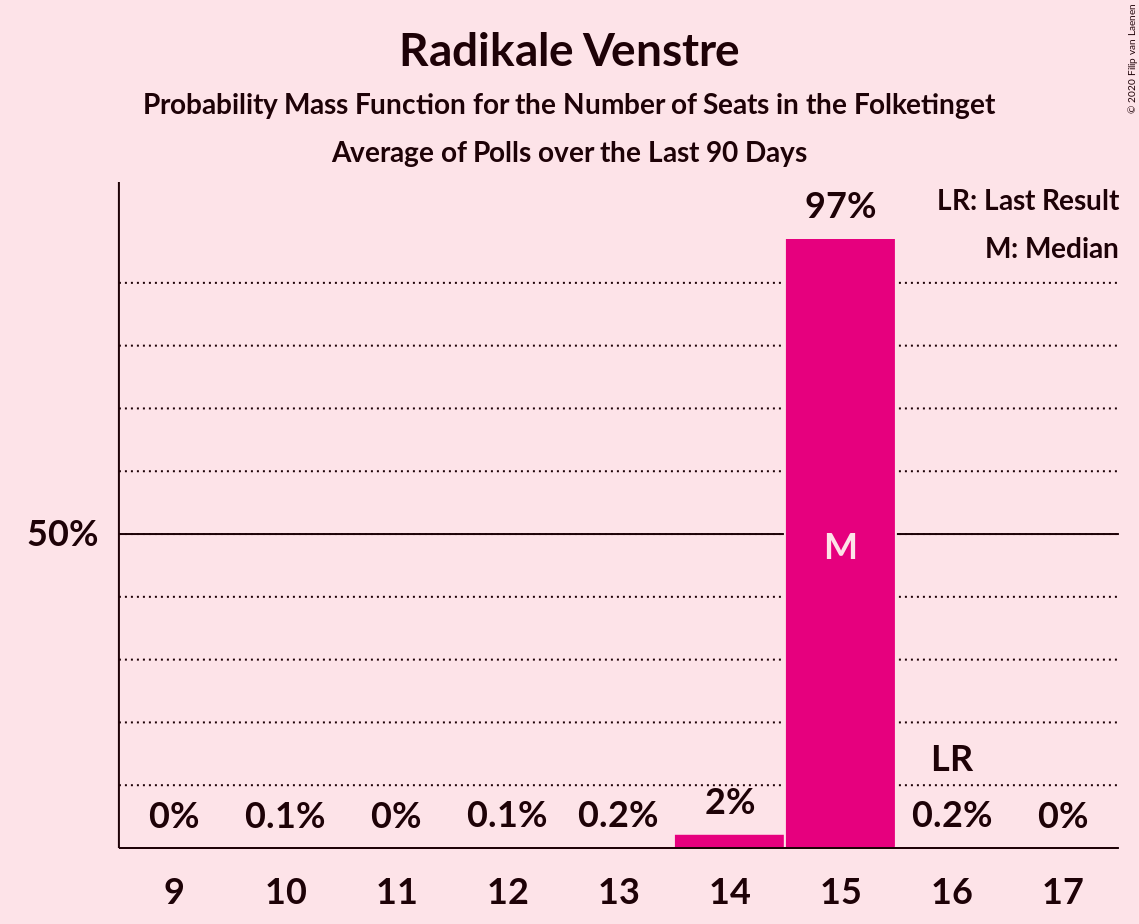 Radikale Venstre
Probability Mass Function for the Number of Seats in the Folketinget
Average of Polls over the Last 90 Days
© 2020 Filip van Laenen
LR: Last Result
M: Median
97%
50%
M
LR
0% 0.1% 0% 0.1% 0.2% 2% 0.2% 0%
9 10 11 12 13 14 15 16 17